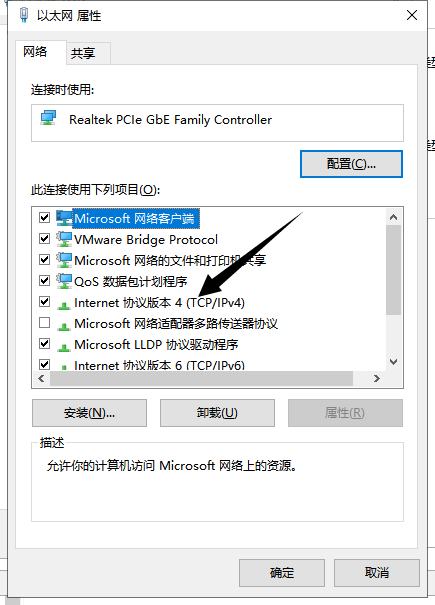 以太网 属性
网络 共享
连接时使用:
Realtek PCIe GbE Family Controller
配置(C)...
此连接使用下列项目(O):
Microsoft 网络客户端
VMware Bridge Protocol
Microsoft 网络的文件和打印机共享
QoS 数据包计划程序
Internet 协议版本 4 (TCP/IPv4)
Microsoft 网络适配器多路传送器协议
Microsoft LLDP 协议驱动程序
Internet 协议版本 6 (TCP/IPv6)
安装(N)... 卸载(U) 属性(R)
描述
允许你的计算机访问 Microsoft 网络上的资源。
确定 取消